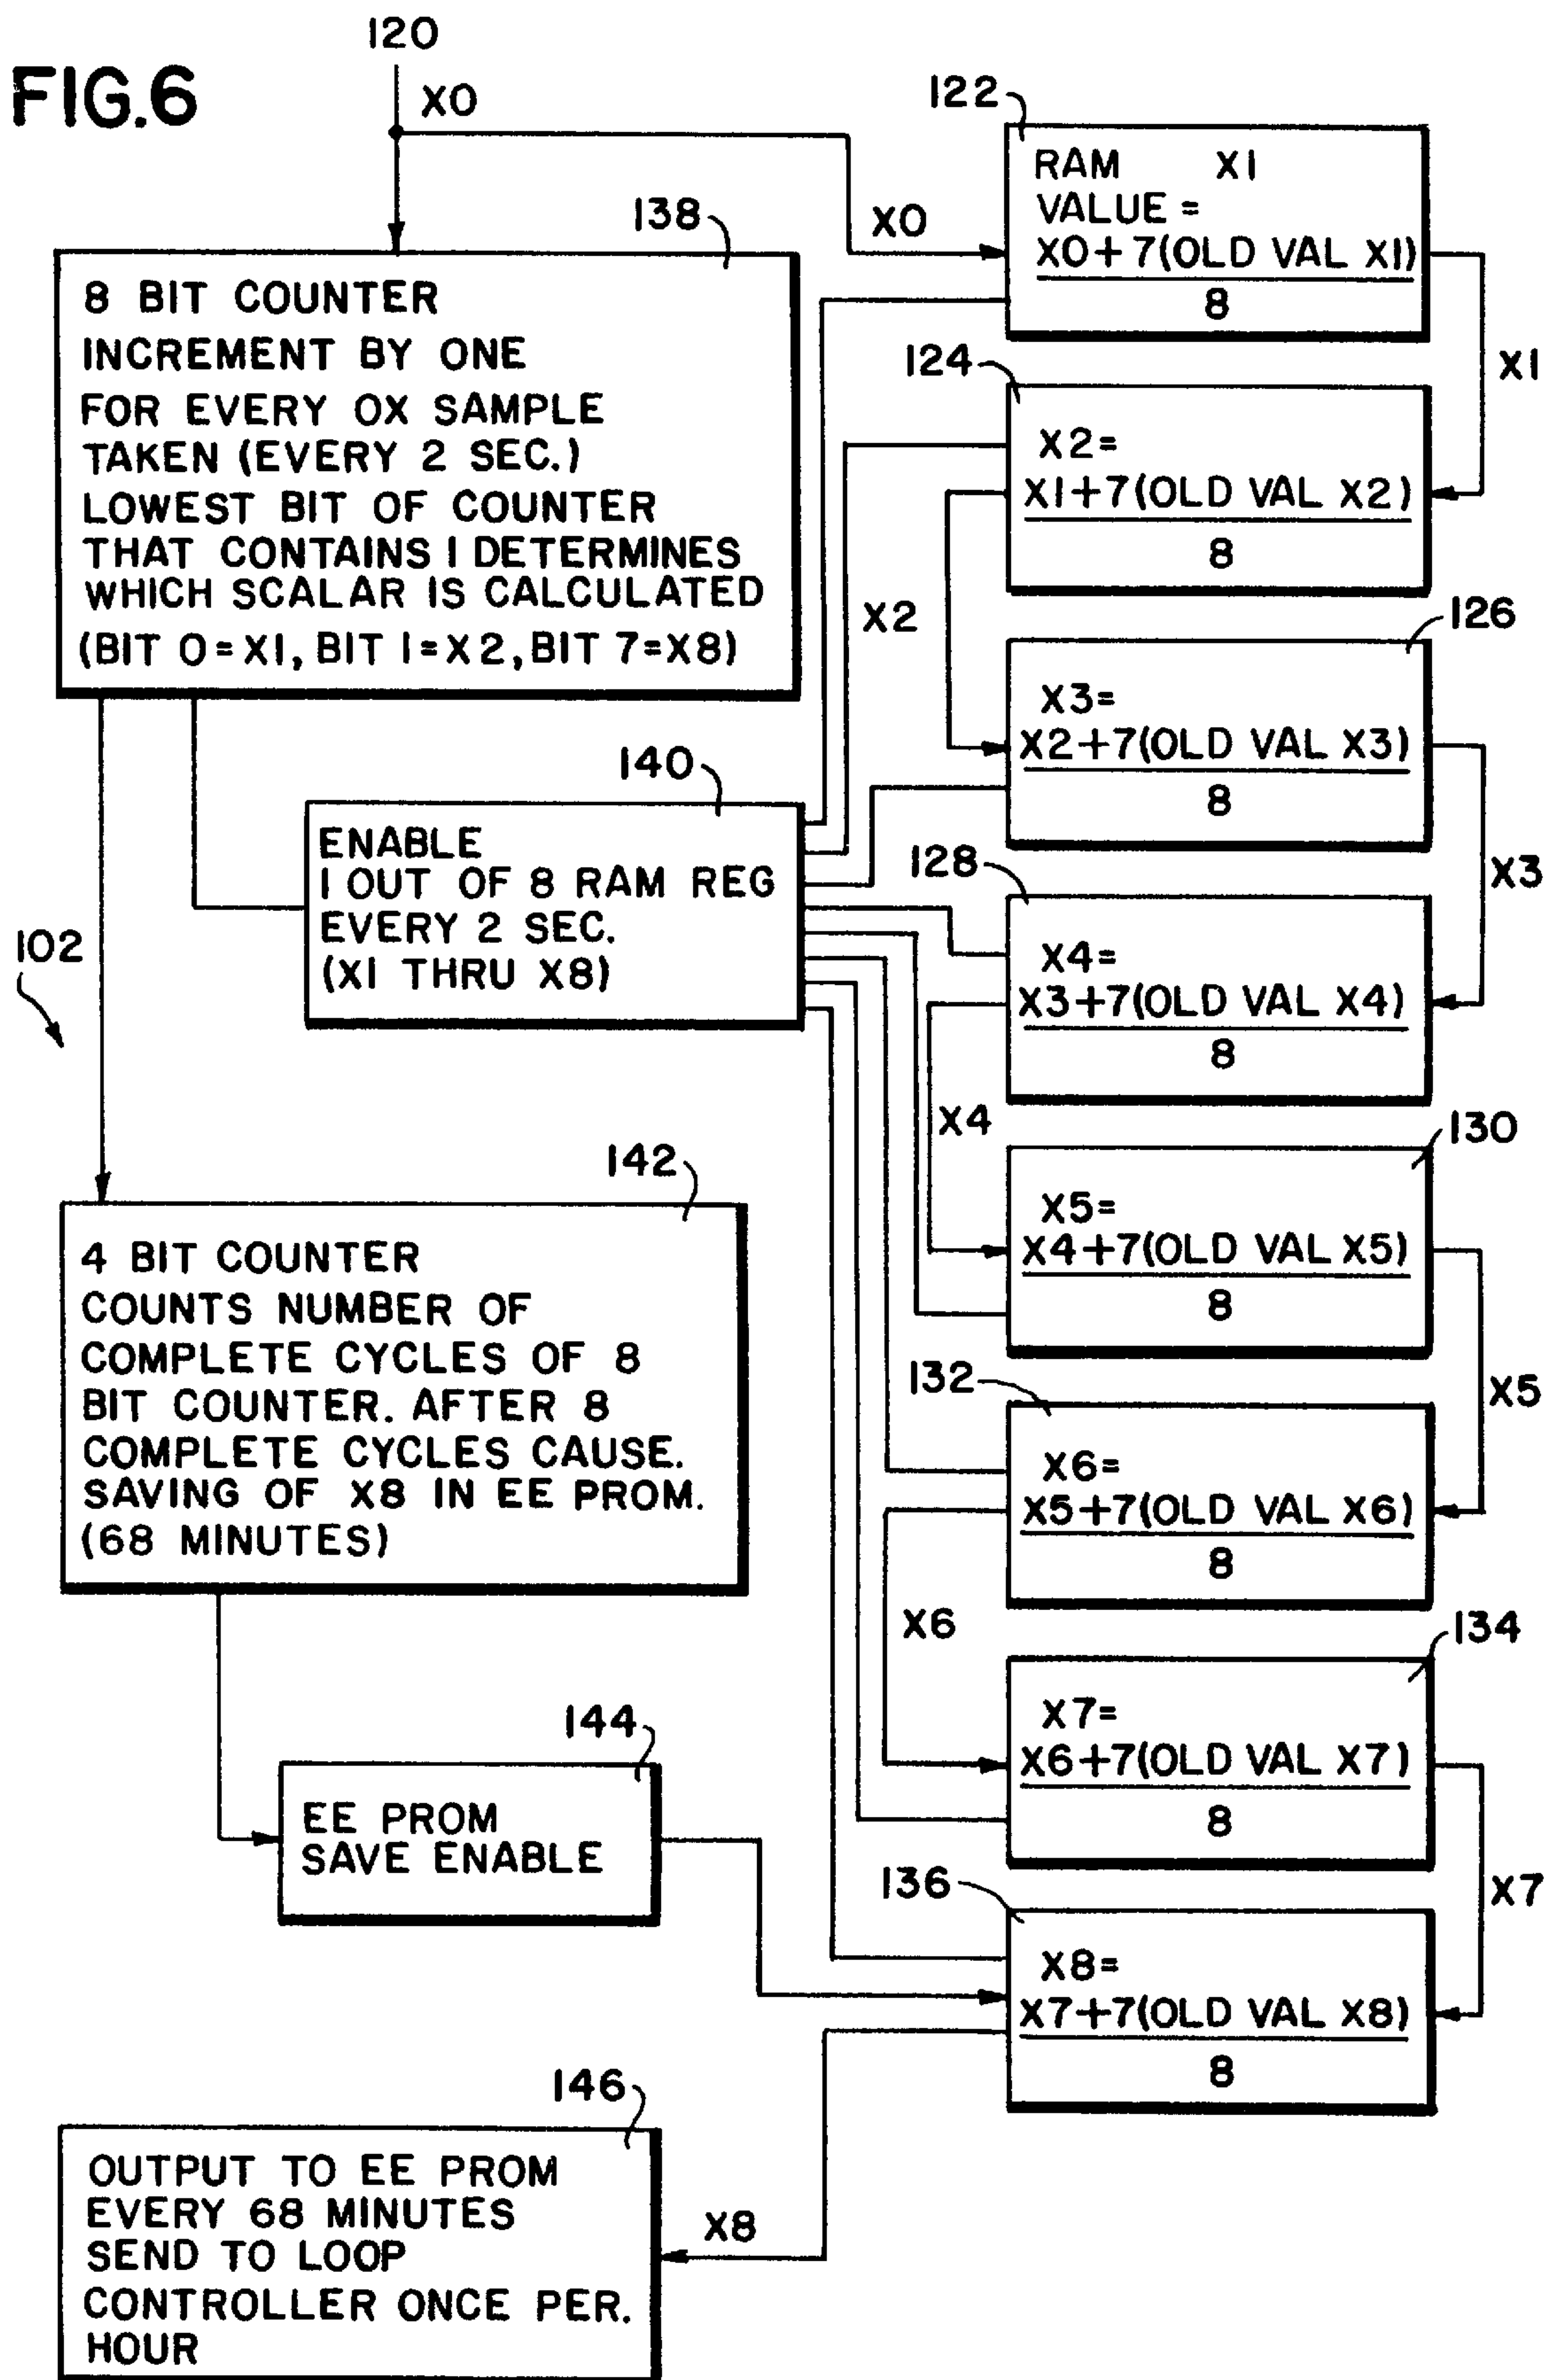 FIG.6
120
X0
138
8 BIT COUNTER
INCREMENT BY ONE
FOR EVERY OX SAMPLE
TAKEN (EVERY 2 SEC.)
LOWEST BIT OF COUNTER
THAT CONTAINS 1 DETERMINES
WHICH SCALAR IS CALCULATED
(BIT 0=X1, BIT 1=X2, BIT 7=X8)
140
ENABLE
1 OUT OF 8 RAM REG
EVERY 2 SEC.
(X1 THRU X8)
102
142
4 BIT COUNTER
COUNTS NUMBER OF
COMPLETE CYCLES OF 8
BIT COUNTER. AFTER 8
COMPLETE CYCLES CAUSE.
SAVING OF X8 IN EE PROM.
(68 MINUTES)
144
EE PROM
SAVE ENABLE
146
OUTPUT TO EE PROM
EVERY 68 MINUTES
SEND TO LOOP
CONTROLLER ONCE PER.
HOUR
122
X0
RAM X1
VALUE =
X0+7(OLD VAL X1)
8
X1
124
X2=
X1+7(OLD VAL X2)
8
X2
126
X3=
X2+7(OLD VAL X3)
8
X3
128
X4=
X3+7(OLD VAL X4)
8
X4
130
X5=
X4+7(OLD VAL X5)
8
X5
132
X6=
X5+7(OLD VAL X6)
8
X6
134
X7=
X6+7(OLD VAL X7)
8
X7
136
X8=
X7+7(OLD VAL X8)
8
X8